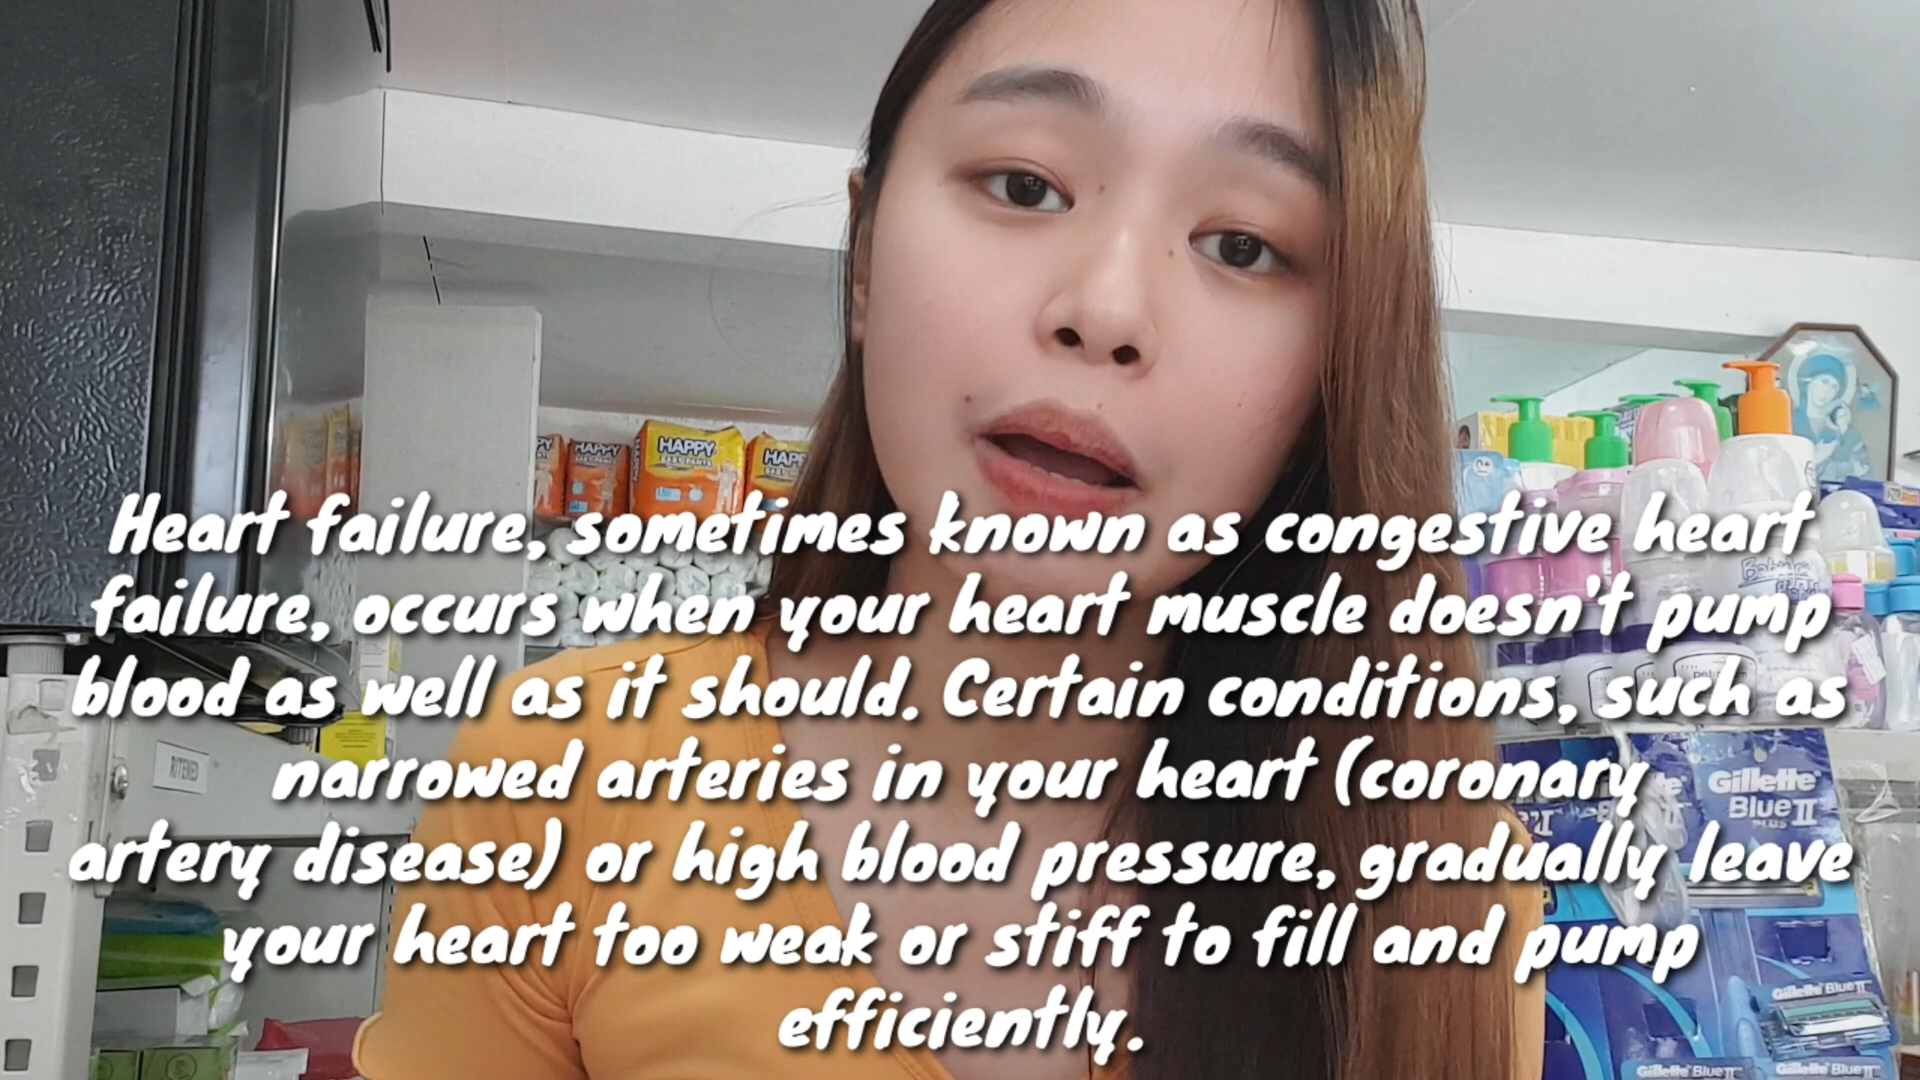 HAPPY
BABY PANTS
HAPPY
HAPPY
Heart failure, sometimes known as congestive heart
failure, occurs when your heart muscle doesn't pump
blood as well as it should. Certain conditions, such as
narrowed arteries in your heart (coronary
artery disease) or high blood pressure, gradually leave
your heart too weak or stiff to fill and pump
efficiently.
RITEMED
Gillette
Blue II
PLUS
Gillette Blue II
Gillette Blue II
Gillette Blue II